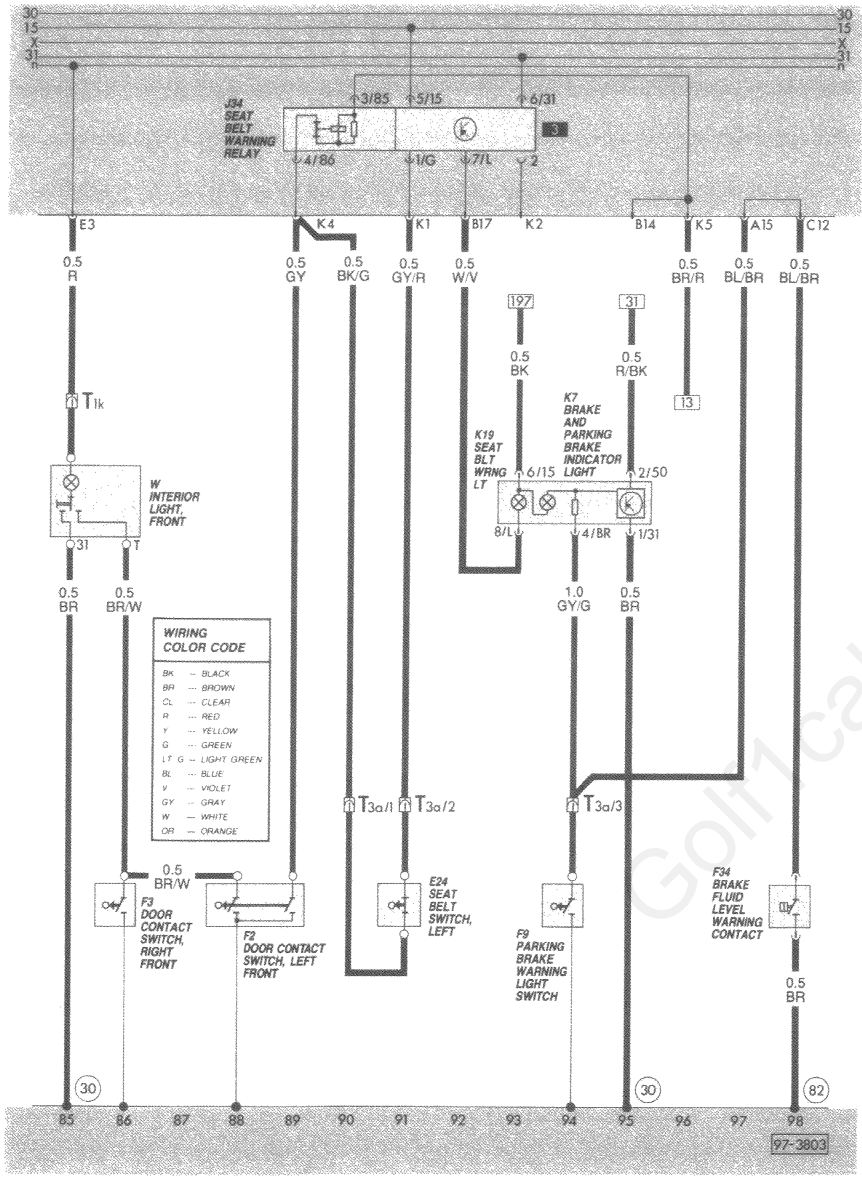 30 30
15 15
X X
31 31
n n
J34
SEAT
BELT
WARNING
RELAY
3/85 5/15 6/31
3
4/86 1/G 7/L 2
E3 K4 K1 B17 K2 B14 K5 A15 C12
0.5 0.5 0.5 0.5 0.5 0.5 0.5 0.5
R GY BK/G GY/R W/V BR/R BL/BR BL/BR
197 31
0.5 0.5
BK R/BK
13
T1k
K7
BRAKE
AND
PARKING
BRAKE
INDICATOR
LIGHT
K19
SEAT
BLT
WRNG
LT
6/15 2/50
W
INTERIOR
LIGHT,
FRONT
8/L 4/BR 1/31
31 T
0.5 0.5 1.0 0.5
BR BR/W GY/G BR
WIRING
COLOR CODE
BK -- BLACK
BR --- BROWN
CL --- CLEAR
R --- RED
Y --- YELLOW
G --- GREEN
LT G -- LIGHT GREEN
BL --- BLUE
V --- VIOLET
GY -- GRAY
W --- WHITE
OR -- ORANGE
T3a/1 T3a/2 T3a/3
0.5
BR/W
F3
DOOR
CONTACT
SWITCH,
RIGHT
FRONT
F2
DOOR CONTACT
SWITCH, LEFT
FRONT
E24
SEAT
BELT
SWITCH,
LEFT
F9
PARKING
BRAKE
WARNING
LIGHT
SWITCH
F34
BRAKE
FLUID
LEVEL
WARNING
CONTACT
0.5
BR
30 30 82
85 86 87 88 89 90 91 92 93 94 95 96 97 98
97-3803